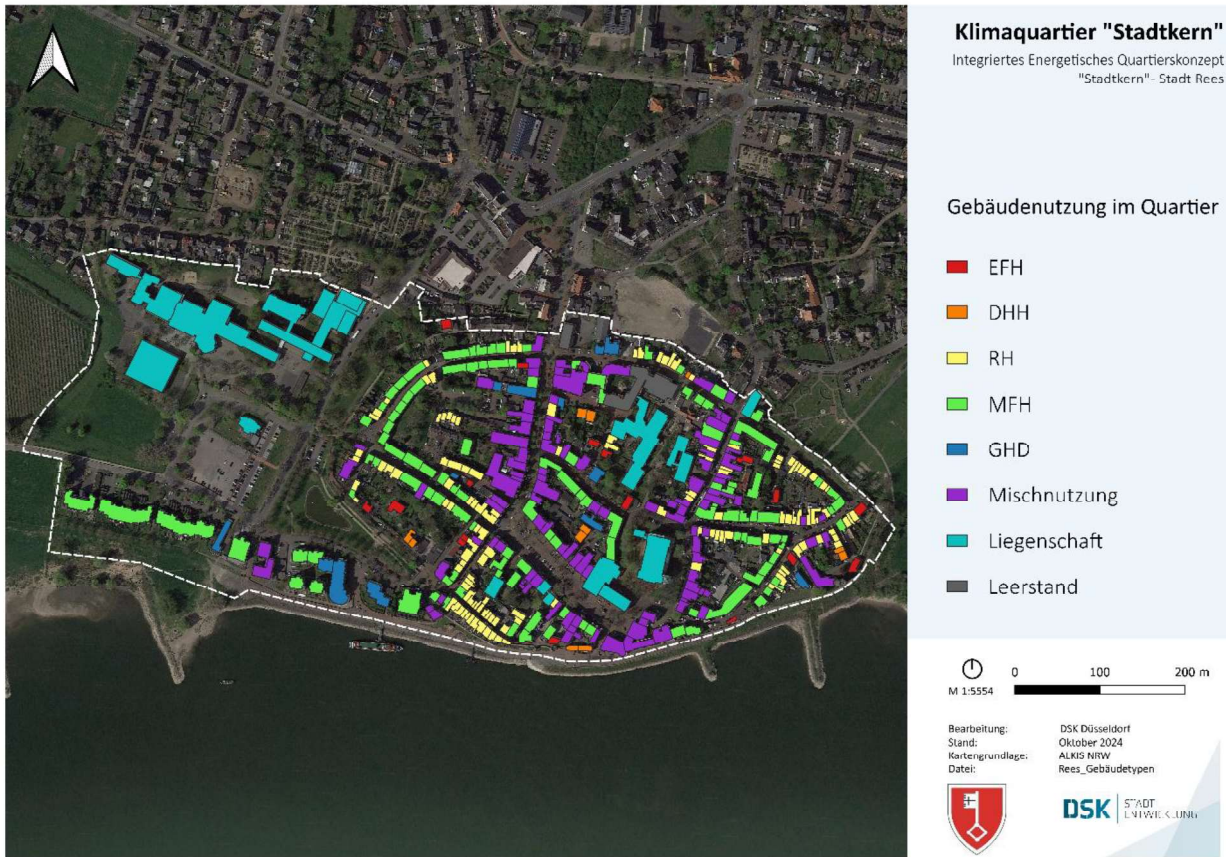 Klimaquartier "Stadtkern"
Integriertes Energetisches Quartierskonzept
"Stadtkern"- Stadt Rees
Gebäudenutzung im Quartier
EFH
DHH
RH
MFH
GHD
Mischnutzung
Liegenschaft
Leerstand
M 1:5554
0 100 200 m
Bearbeitung: DSK Düsseldorf
Stand: Oktober 2024
Kartengrundlage: ALKIS NRW
Datei: Rees_Gebäudetypen
DSK STADT
ENTWICKLUNG